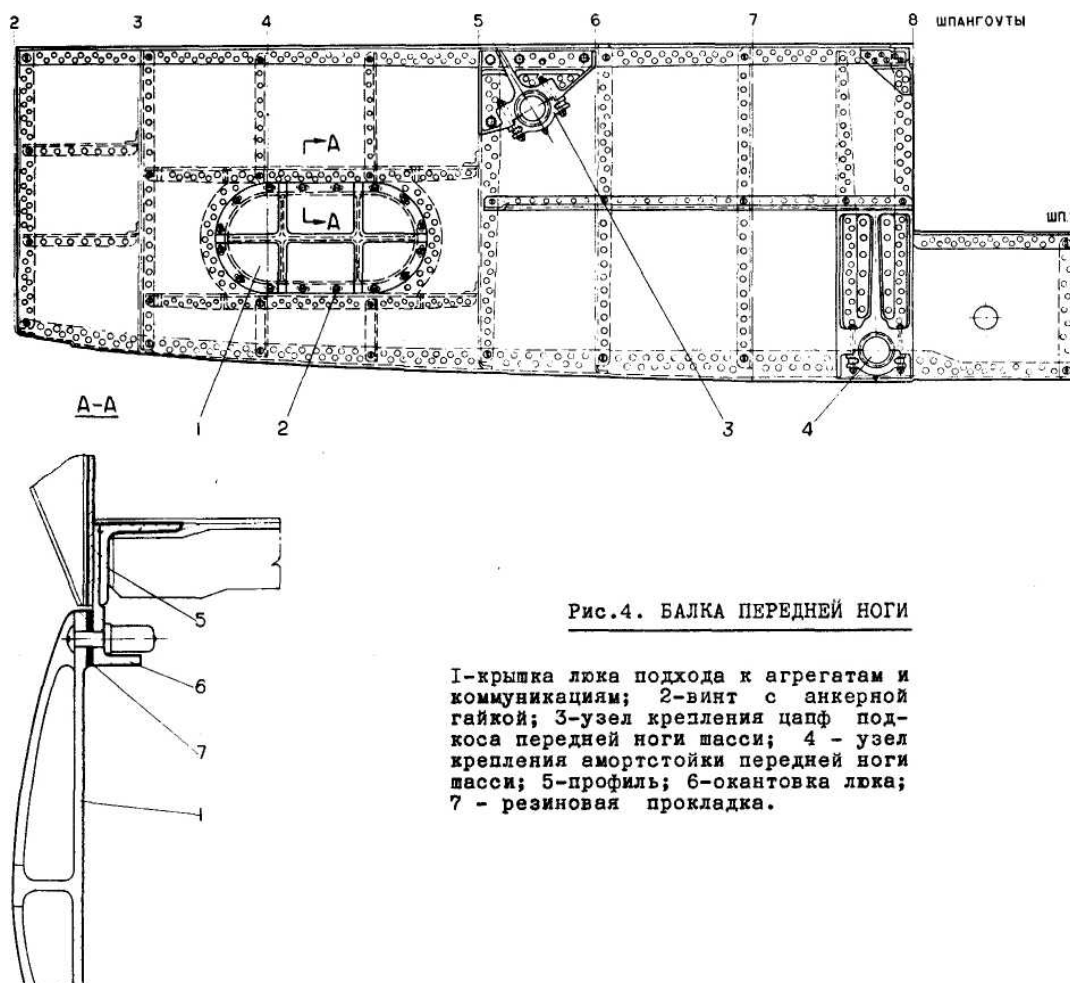 2 3 4 5 6 7 8 ШПАНГОУТЫ
A
A
ШП.
A-A
1 2 3 4
5
6
7
1
Рис.4. БАЛКА ПЕРЕДНЕЙ НОГИ
I-крышка люка подхода к агрегатам и
коммуникациям; 2-винт с анкерной
гайкой; 3-узел крепления цапф под-
коса передней ноги шасси; 4 - узел
крепления амортстойки передней ноги
шасси; 5-профиль; 6-окантовка люка;
7 - резиновая прокладка.